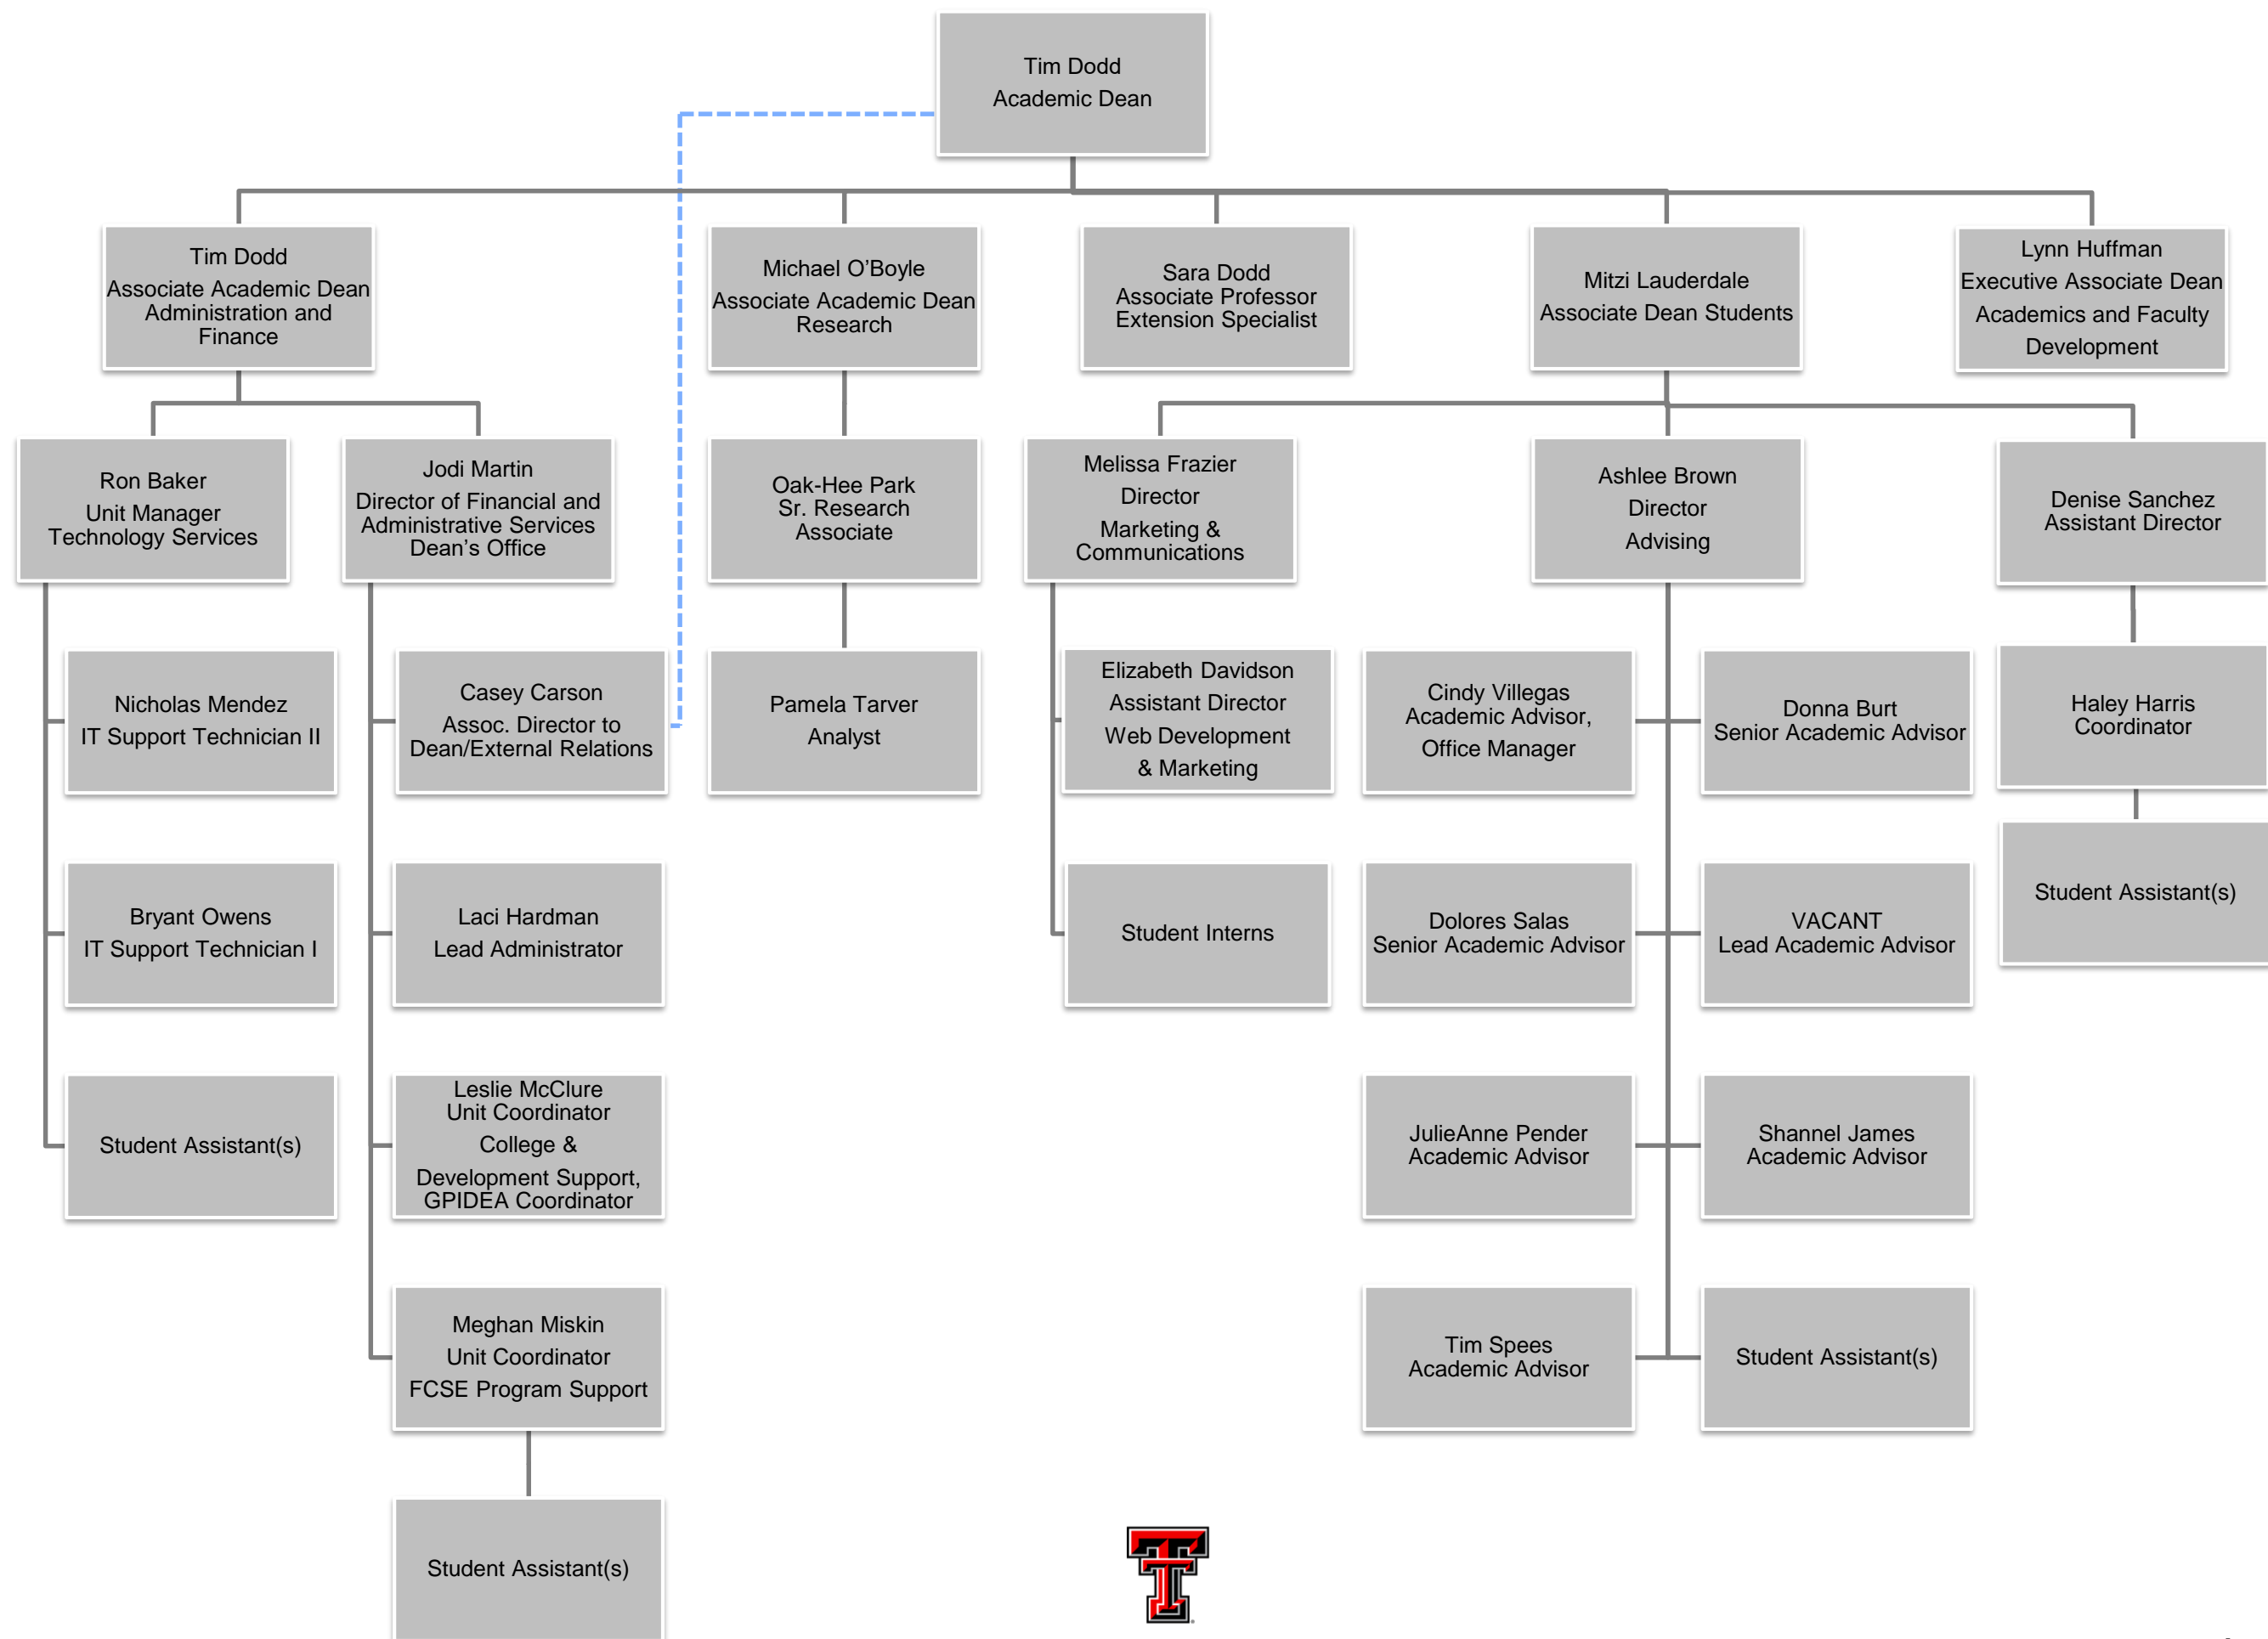 Tim Dodd
Academic Dean
Tim Dodd
Associate Academic Dean
Administration and
Finance
Michael O’Boyle
Associate Academic Dean
Research
Sara Dodd
Associate Professor
Extension Specialist
Mitzi Lauderdale
Associate Dean Students
Lynn Huffman
Executive Associate Dean
Academics and Faculty
Development
Ron Baker
Unit Manager
Technology Services
Jodi Martin
Director of Financial and
Administrative Services
Dean’s Office
Oak-Hee Park
Sr. Research
Associate
Melissa Frazier
Director
Marketing &
Communications
Ashlee Brown
Director
Advising
Denise Sanchez
Assistant Director
Nicholas Mendez
IT Support Technician II
Casey Carson
Assoc. Director to
Dean/External Relations
Pamela Tarver
Analyst
Elizabeth Davidson
Assistant Director
Web Development
& Marketing
Cindy Villegas
Academic Advisor,
Office Manager
Donna Burt
Senior Academic Advisor
Haley Harris
Coordinator
Bryant Owens
IT Support Technician I
Laci Hardman
Lead Administrator
Student Interns
Dolores Salas
Senior Academic Advisor
VACANT
Lead Academic Advisor
Student Assistant(s)
Student Assistant(s)
Leslie McClure
Unit Coordinator
College &
Development Support,
GPIDEA Coordinator
JulieAnne Pender
Academic Advisor
Shannel James
Academic Advisor
Meghan Miskin
Unit Coordinator
FCSE Program Support
Tim Spees
Academic Advisor
Student Assistant(s)
Student Assistant(s)